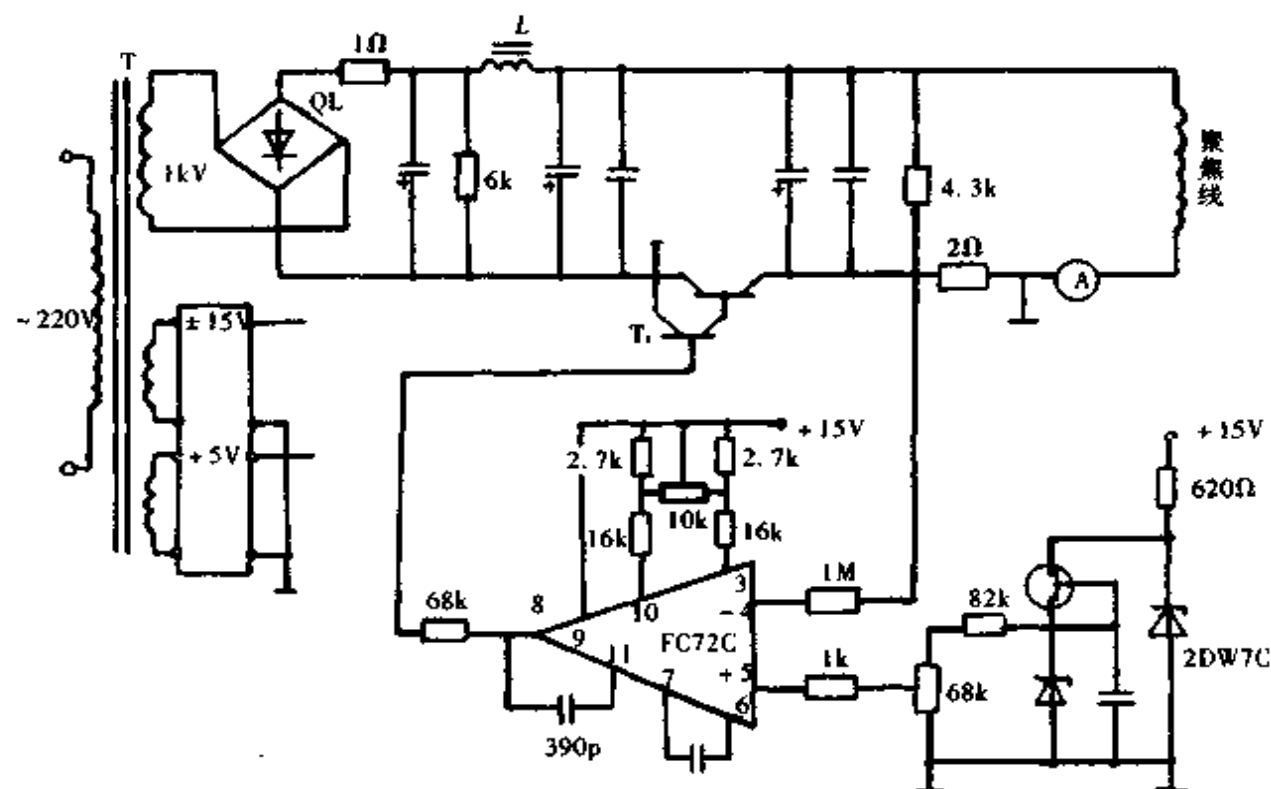 L
1Ω
T
QL
1kV
6k
4.3k
聚焦线
2Ω
A
~220V
±15V
T₁
+15V
+5V
2.7k
2.7k
+15V
10k
620Ω
16k
16k
3
1M
68k
8
10
-4
82k
9
FC72C
11
1k
2DW7C
7
+5
68k
6
390p